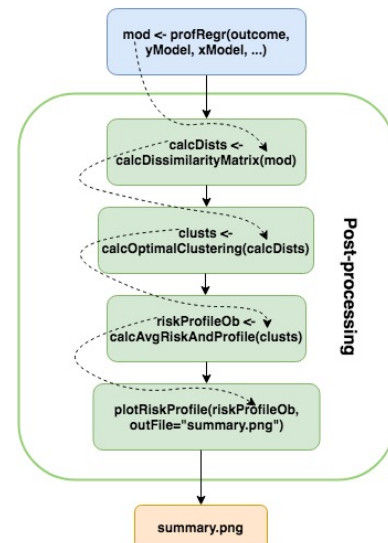 mod <- profRegr(outcome,
yModel, xModel, ...)
calcDists <-
calcDissimilarityMatrix(mod)
clusts <-
calcOptimalClustering(calcDists)
riskProfileOb <-
calcAvgRiskAndProfile(clusts)
plotRiskProfile(riskProfileOb,
outFile="summary.png")
Post-processing
summary.png